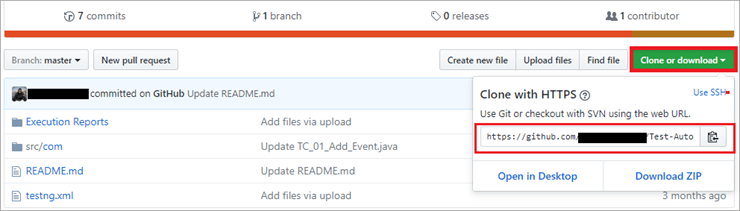 7 commits 1 branch 0 releases 1 contributor
Branch: master New pull request Create new file Upload files Find file Clone or download
committed on GitHub Update README.md
Clone with HTTPS Use SSH
Use Git or checkout with SVN using the web URL.
https://github.com/ Test-Auto
Open in Desktop Download ZIP
Execution Reports Add files via upload
src/com Update TC_01_Add_Event.java
README.md Update README.md
testng.xml Add files via upload 3 months ago